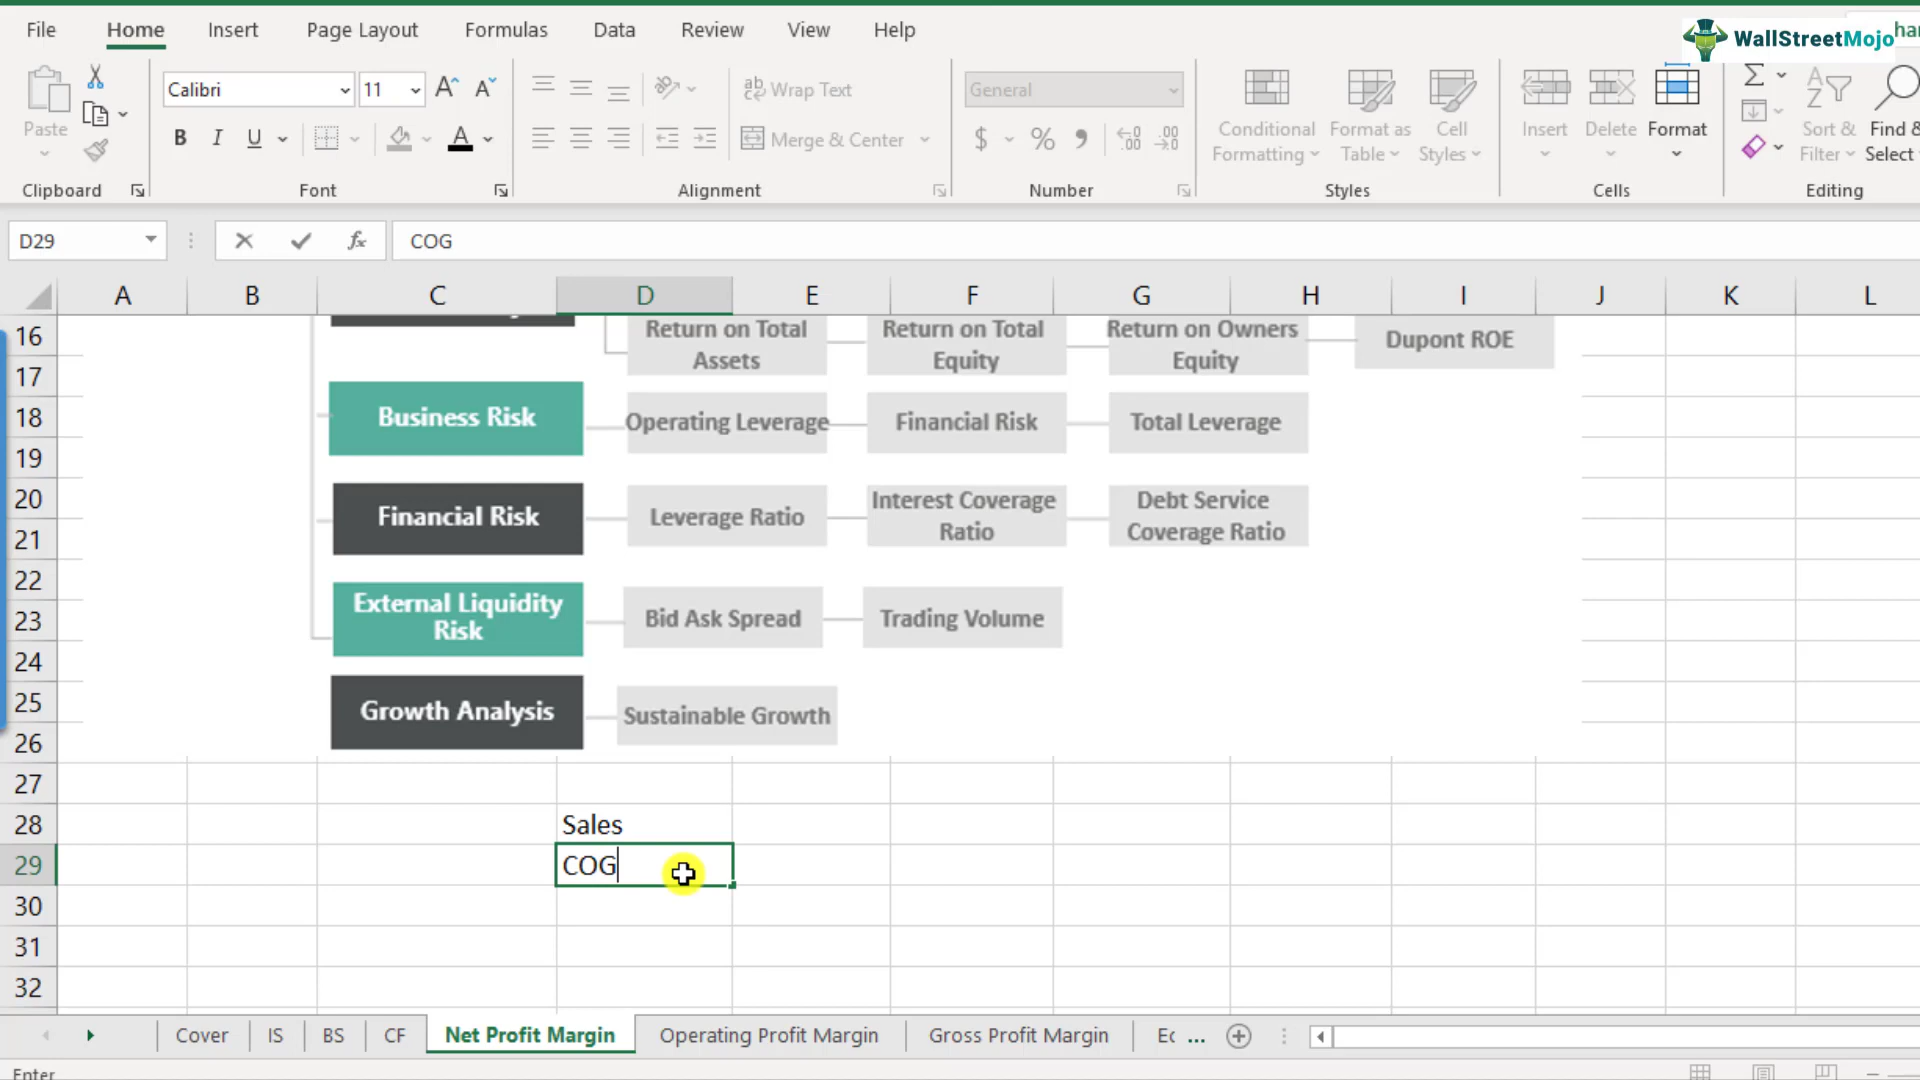 File Home Insert Page Layout Formulas Data Review View Help
WallStreetMojo
Calibri 11 Wrap Text General
Paste B I U Merge & Center $ % Conditional Formatting Format as Table Cell Styles Insert Delete Format Sort & Filter Find & Select
Clipboard Font Alignment Number Styles Cells Editing
D29 fx COG
A B C D E F G H I J K L
16 Return on Total Assets Return on Total Equity Return on Owners Equity Dupont ROE
17
18 Business Risk Operating Leverage Financial Risk Total Leverage
19
20 Financial Risk Leverage Ratio Interest Coverage Ratio Debt Service Coverage Ratio
21
22
23 External Liquidity Risk Bid Ask Spread Trading Volume
24
25 Growth Analysis Sustainable Growth
26
27
28 Sales
29 COG
30
31
32
Cover IS BS CF Net Profit Margin Operating Profit Margin Gross Profit Margin Ec ...
Enter